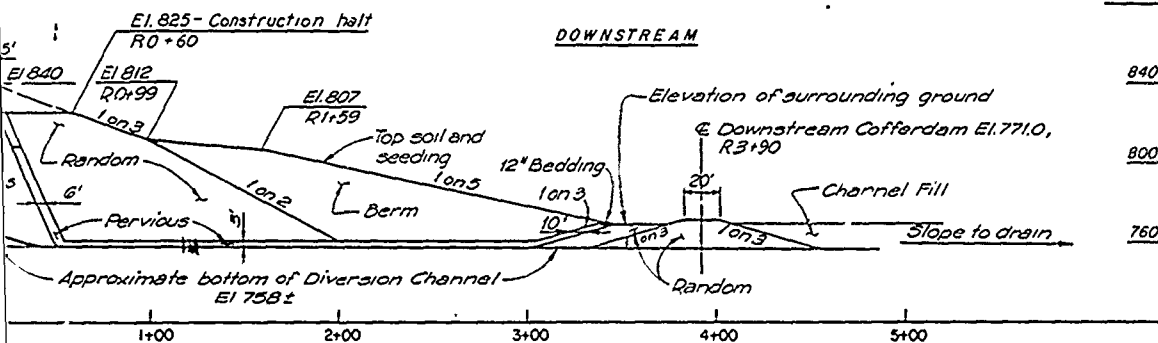 El. 825 - Construction halt
R0+60
DOWNSTREAM
5'
El 840
El 812
R0+99
El. 807
R1+59
840
1 on 3
Elevation of surrounding ground
Top soil and
seeding
℄ Downstream Cofferdam El. 771.0,
R3+90
Random
12" Bedding
800
20'
s
6'
1 on 2
1 on 5
1 on 3
Channel Fill
Berm
Pervious
5'
10'
1 on 3
1 on 3
Slope to drain
760
Approximate bottom of Diversion Channel
El 758±
Random
1+00
2+00
3+00
4+00
5+00